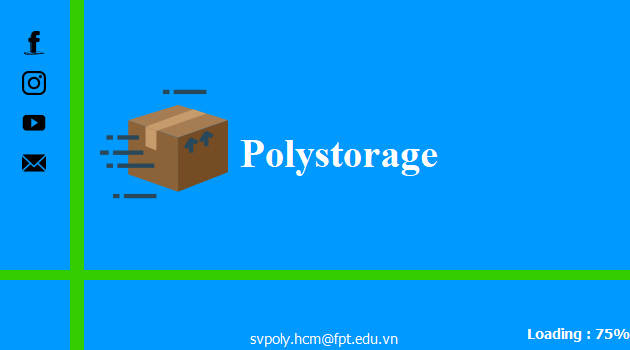 Polystorage
Loading : 75%
svpoly.hcm@fpt.edu.vn